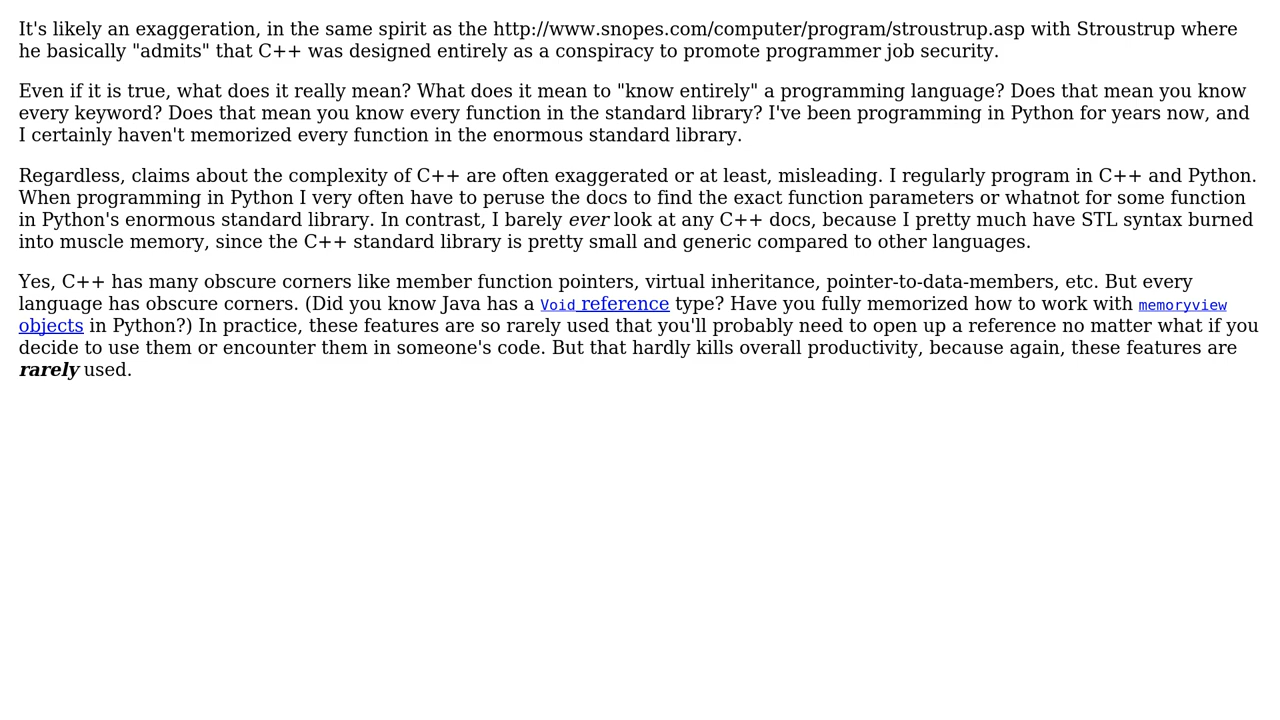 It's likely an exaggeration, in the same spirit as the http://www.snopes.com/computer/program/stroustrup.asp with Stroustrup where
he basically "admits" that C++ was designed entirely as a conspiracy to promote programmer job security.
Even if it is true, what does it really mean? What does it mean to "know entirely" a programming language? Does that mean you know
every keyword? Does that mean you know every function in the standard library? I've been programming in Python for years now, and
I certainly haven't memorized every function in the enormous standard library.
Regardless, claims about the complexity of C++ are often exaggerated or at least, misleading. I regularly program in C++ and Python.
When programming in Python I very often have to peruse the docs to find the exact function parameters or whatnot for some function
in Python's enormous standard library. In contrast, I barely ever look at any C++ docs, because I pretty much have STL syntax burned
into muscle memory, since the C++ standard library is pretty small and generic compared to other languages.
Yes, C++ has many obscure corners like member function pointers, virtual inheritance, pointer-to-data-members, etc. But every
language has obscure corners. (Did you know Java has a Void reference type? Have you fully memorized how to work with memoryview
objects in Python?) In practice, these features are so rarely used that you'll probably need to open up a reference no matter what if you
decide to use them or encounter them in someone's code. But that hardly kills overall productivity, because again, these features are
rarely used.